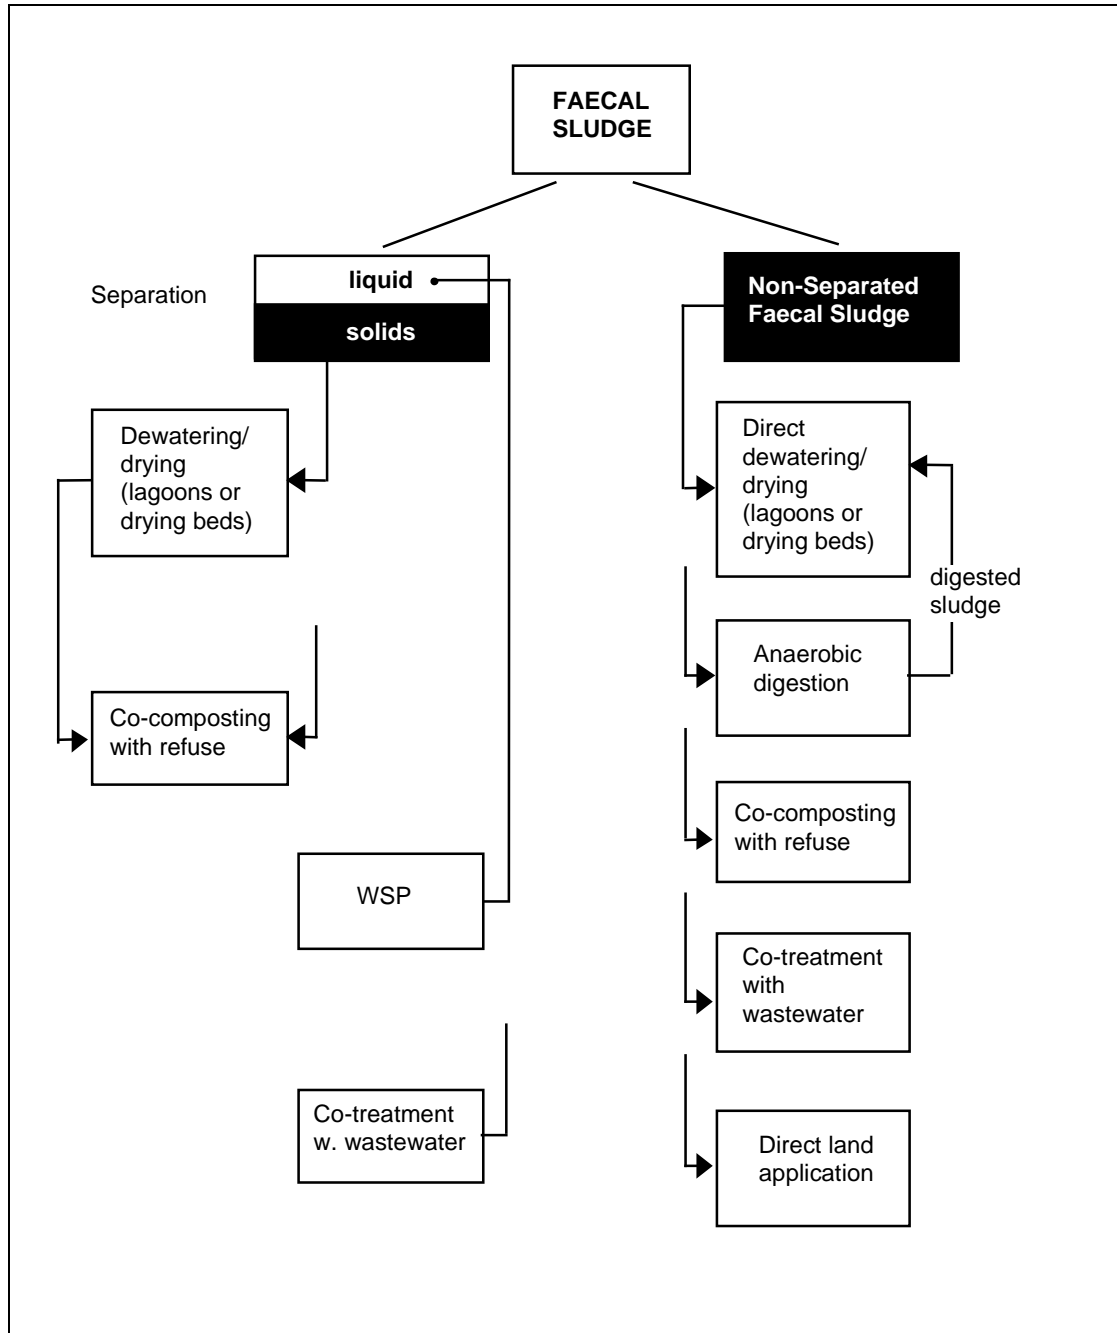 FAECAL
SLUDGE
Separation
liquid
solids
Non-Separated
Faecal Sludge
Dewatering/
drying
(lagoons or
drying beds)
Direct
dewatering/
drying
(lagoons or
drying beds)
digested
sludge
Anaerobic
digestion
Co-composting
with refuse
Co-composting
with refuse
WSP
Co-treatment
with
wastewater
Co-treatment
w. wastewater
Direct land
application